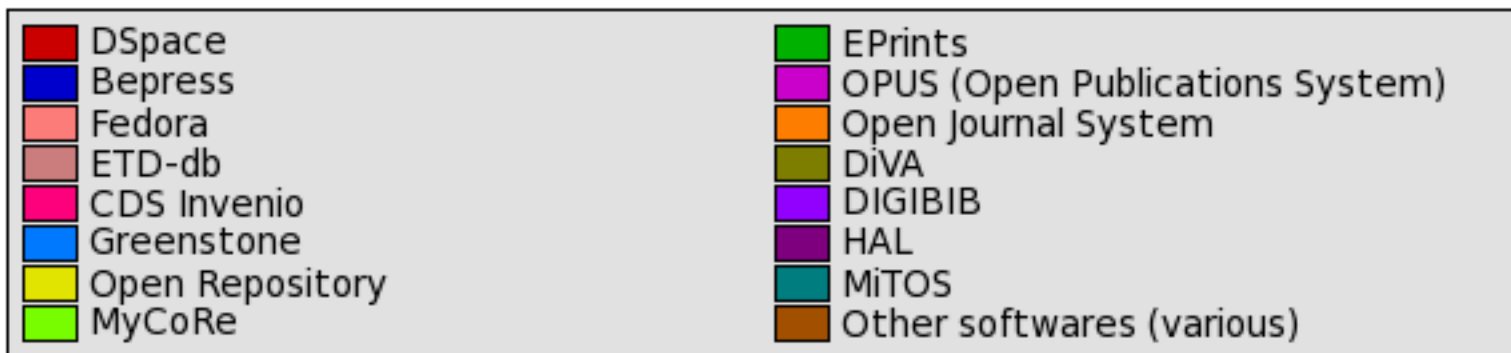 DSpace
Bepress
Fedora
ETD-db
CDS Invenio
Greenstone
Open Repository
MyCoRe
EPrints
OPUS (Open Publications System)
Open Journal System
DiVA
DIGIBIB
HAL
MiTOS
Other softwares (various)